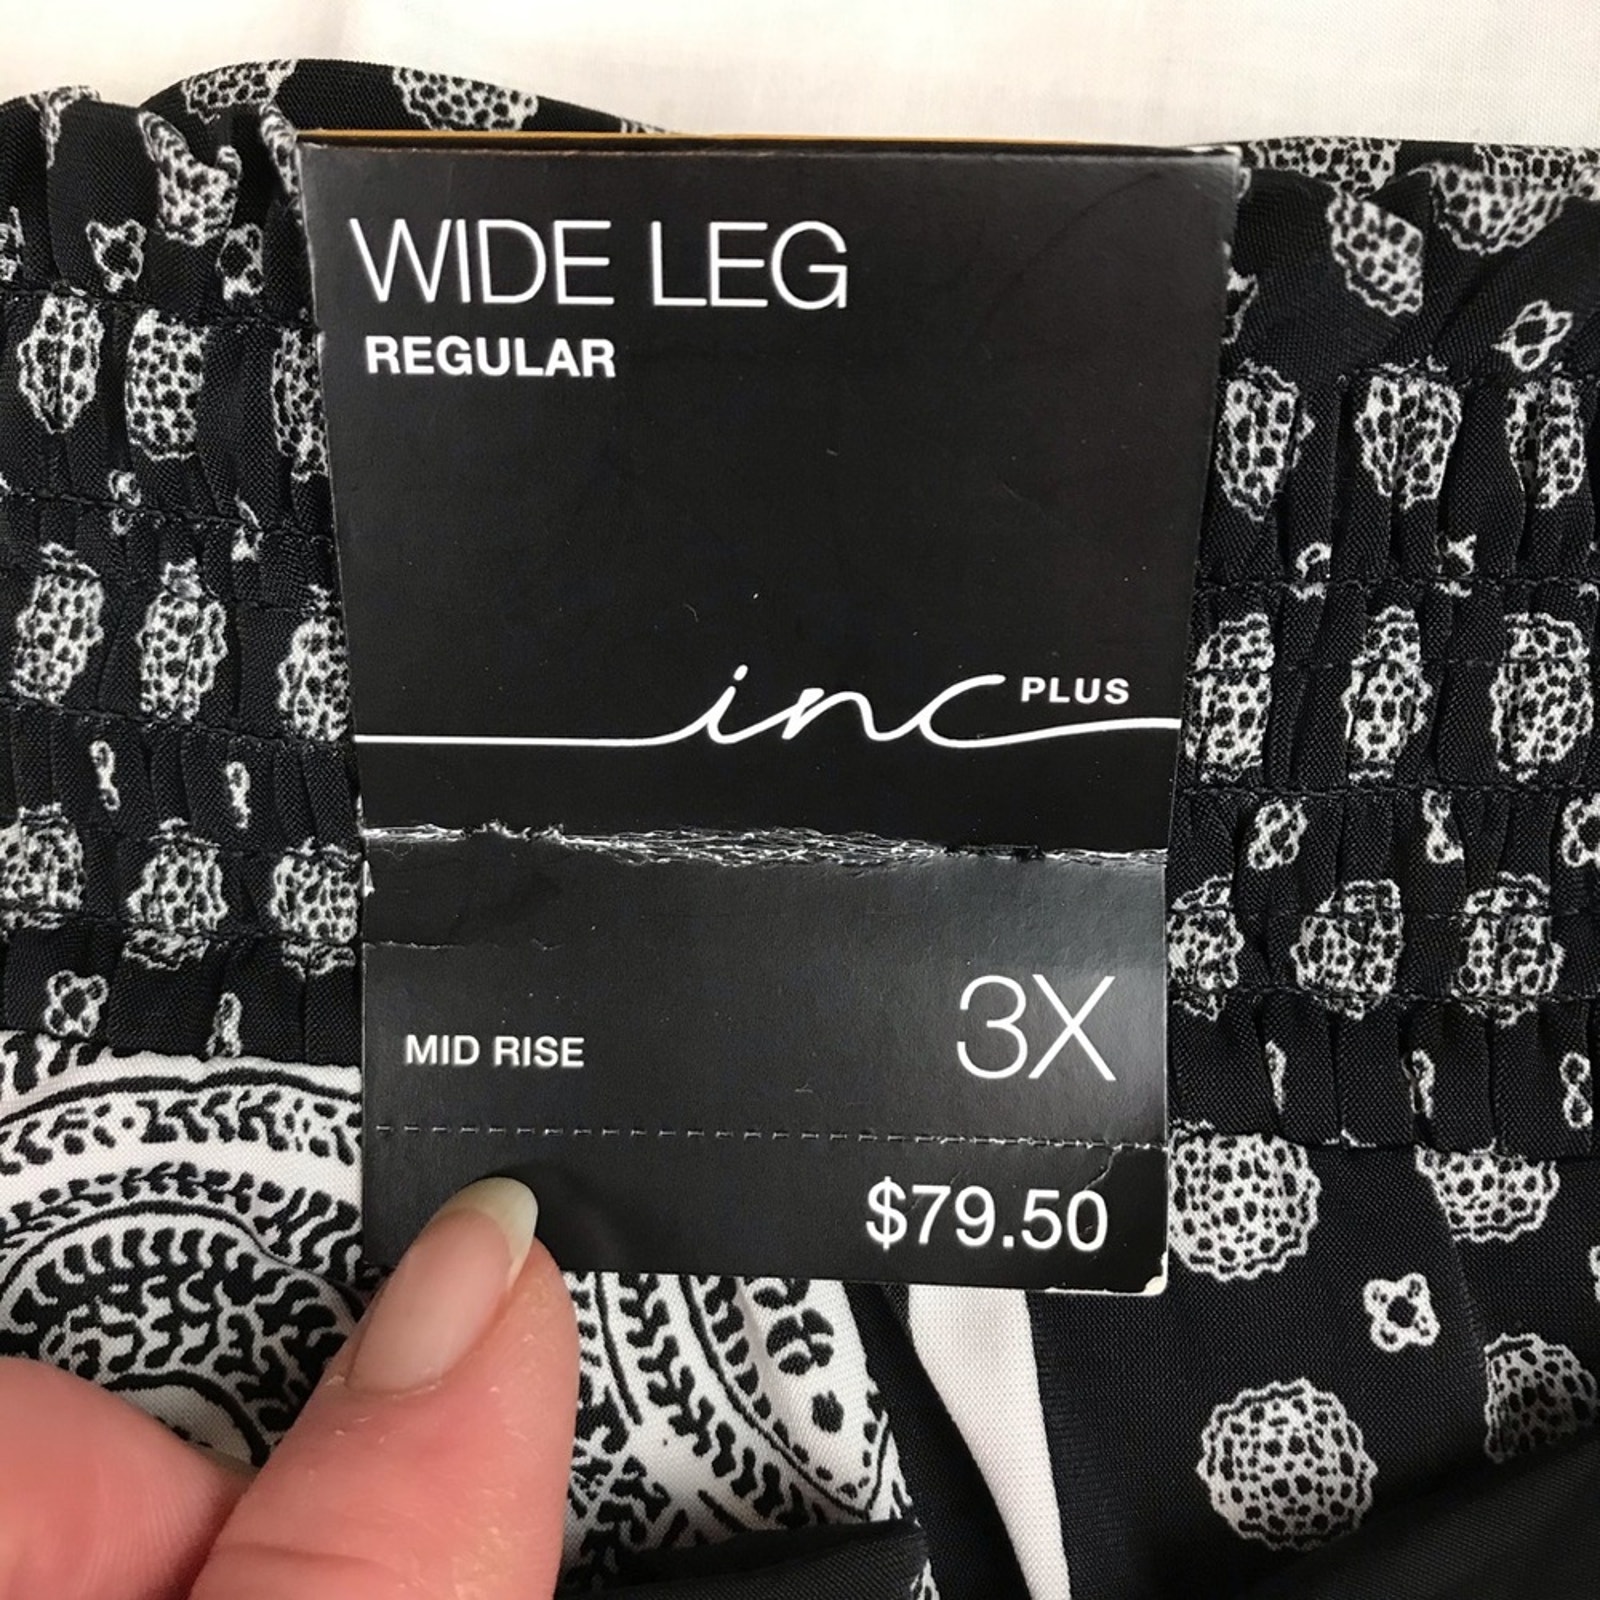 WIDE LEG
REGULAR
inc PLUS
3X
MID RISE
$79.50